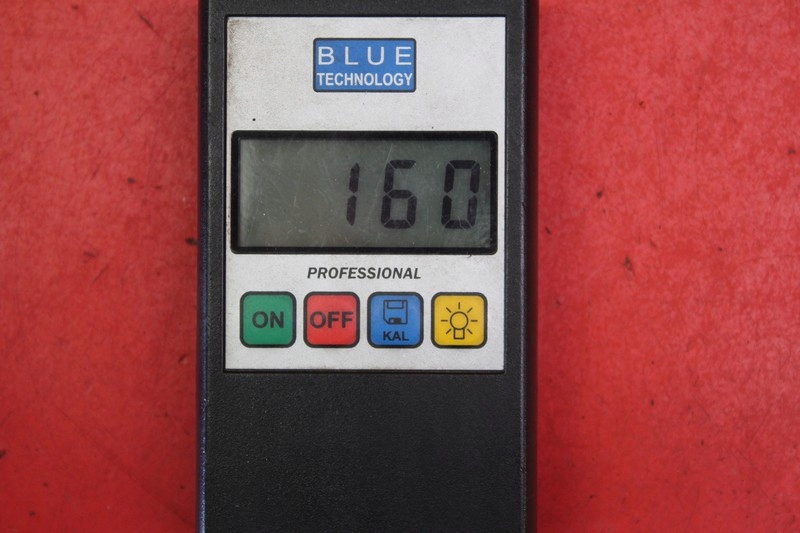 BLUE
TECHNOLOGY
160
PROFESSIONAL
ON OFF KAL